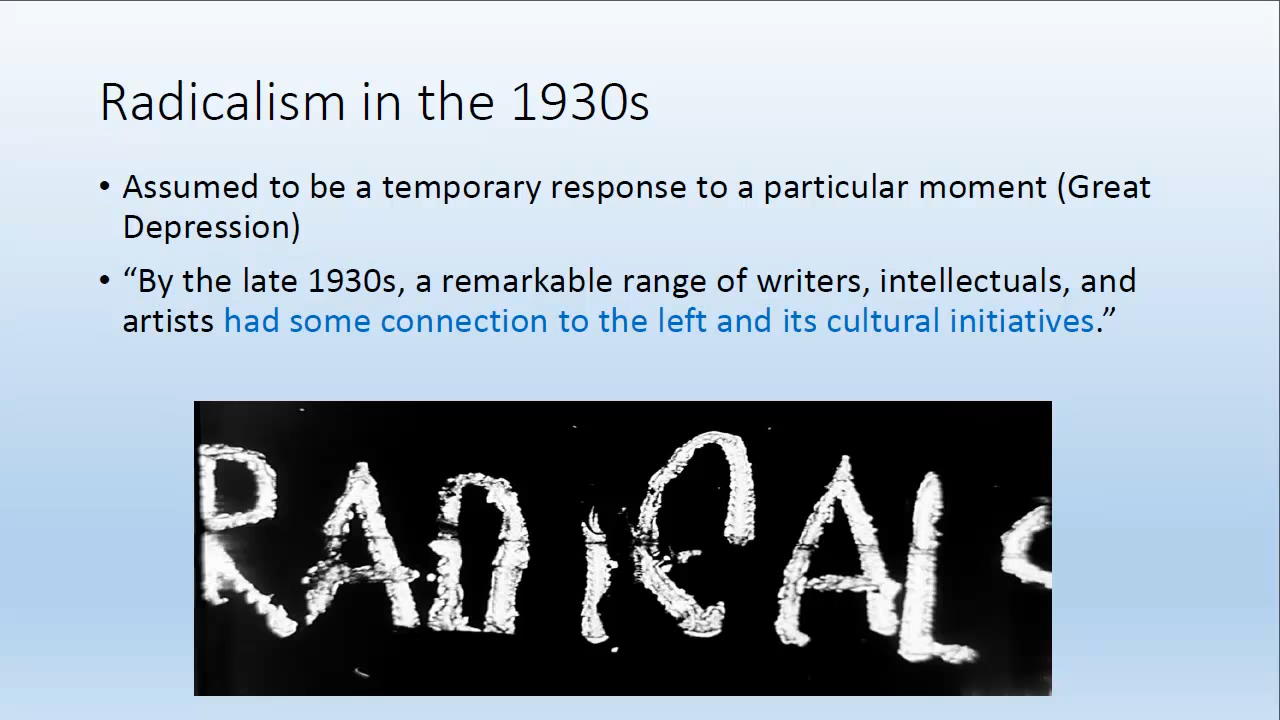 Radicalism in the 1930s
• Assumed to be a temporary response to a particular moment (Great
Depression)
• “By the late 1930s, a remarkable range of writers, intellectuals, and
artists had some connection to the left and its cultural initiatives.”
RADICALS